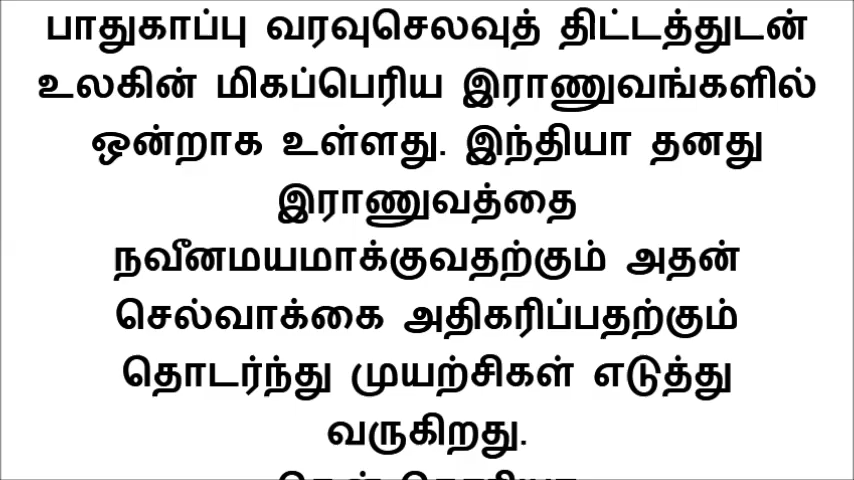 பாதுகாப்பு வரவுசெலவுத் திட்டத்துடன்
உலகின் மிகப்பெரிய இராணுவங்களில்
ஒன்றாக உள்ளது. இந்தியா தனது
இராணுவத்தை
நவீனமயமாக்குவதற்கும் அதன்
செல்வாக்கை அதிகரிப்பதற்கும்
தொடர்ந்து முயற்சிகள் எடுத்து
வருகிறது.